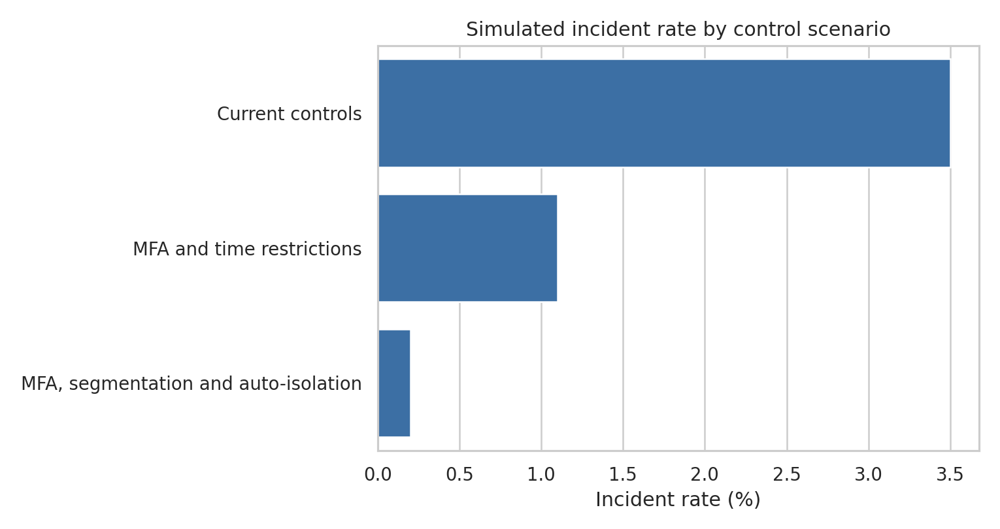 Simulated incident rate by control scenario
Current controls
MFA and time restrictions
MFA, segmentation and auto-isolation
0.0 0.5 1.0 1.5 2.0 2.5 3.0 3.5
Incident rate (%)